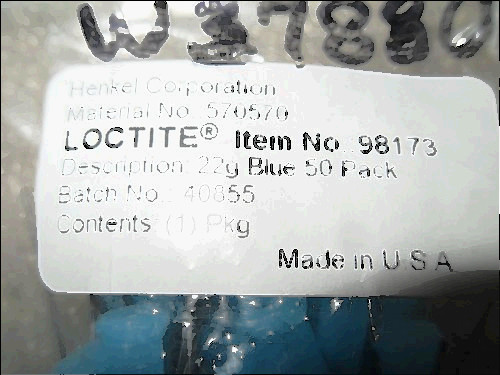 W37880
Henkel Corporation
Material No. 570570
LOCTITE® Item No. 98173
Description: 22g Blue 50 Pack
Batch No.: 40855
Contents: (1) Pkg
Made in U S A